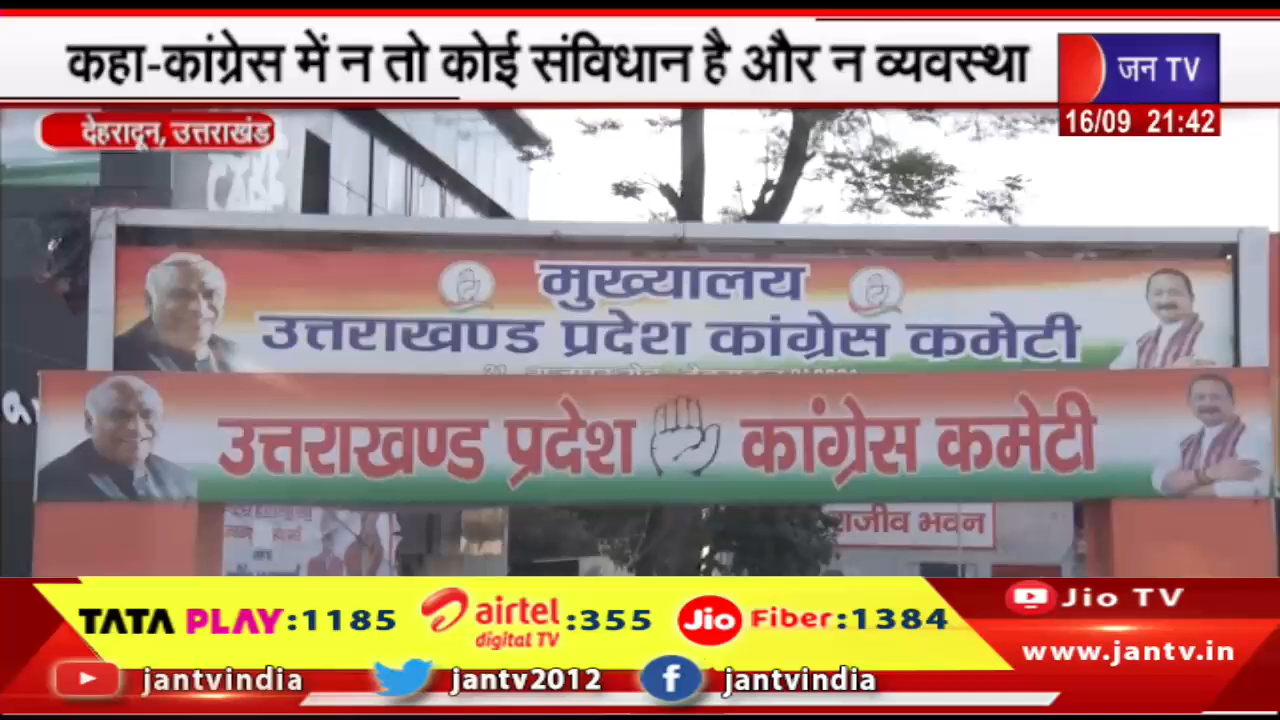 कहा-कांग्रेस में न तो कोई संविधान है और न व्यवस्था
जन TV
16/09 21:42
देहरादून, उत्तराखंड
CARE
मुख्यालय
उत्तराखण्ड प्रदेश कांग्रेस कमेटी
उत्तराखण्ड प्रदेश कांग्रेस कमेटी
राजीव भवन
TATA PLAY:1185 airtel digital TV:355 Jio Fiber:1384
Jio TV
www.jantv.in
jantvindia jantv2012 jantvindia